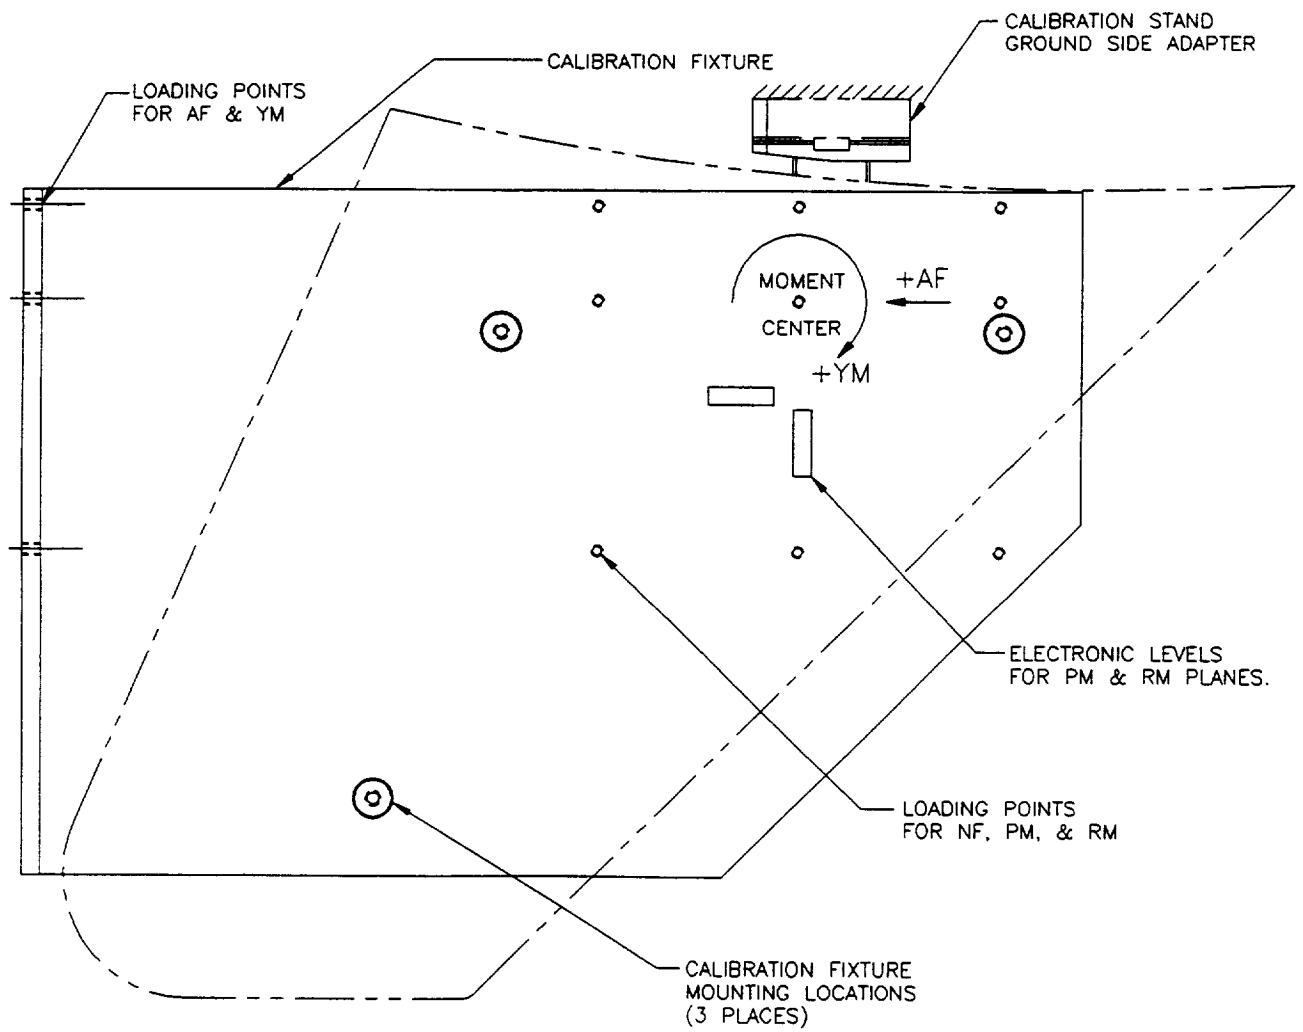 CALIBRATION STAND
GROUND SIDE ADAPTER
CALIBRATION FIXTURE
LOADING POINTS
FOR AF & YM
MOMENT
CENTER
+AF
+YM
ELECTRONIC LEVELS
FOR PM & RM PLANES.
LOADING POINTS
FOR NF, PM, & RM
CALIBRATION FIXTURE
MOUNTING LOCATIONS
(3 PLACES)